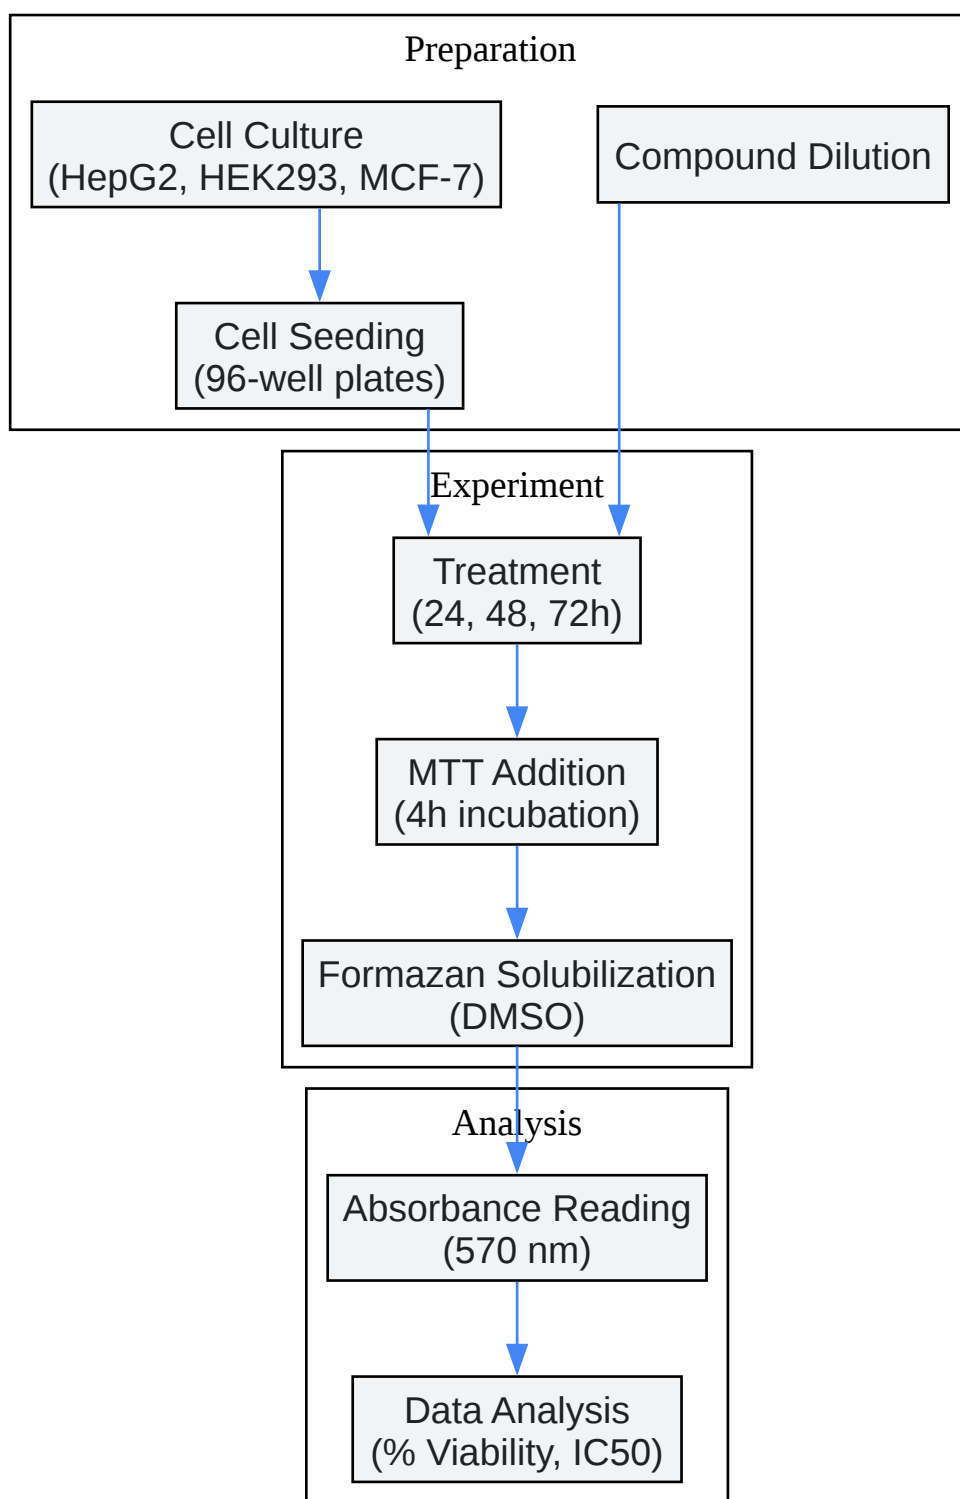 Preparation
Cell Culture
(HepG2, HEK293, MCF-7)
Compound Dilution
Cell Seeding
(96-well plates)
Experiment
Treatment
(24, 48, 72h)
MTT Addition
(4h incubation)
Formazan Solubilization
(DMSO)
Analysis
Absorbance Reading
(570 nm)
Data Analysis
(% Viability, IC50)